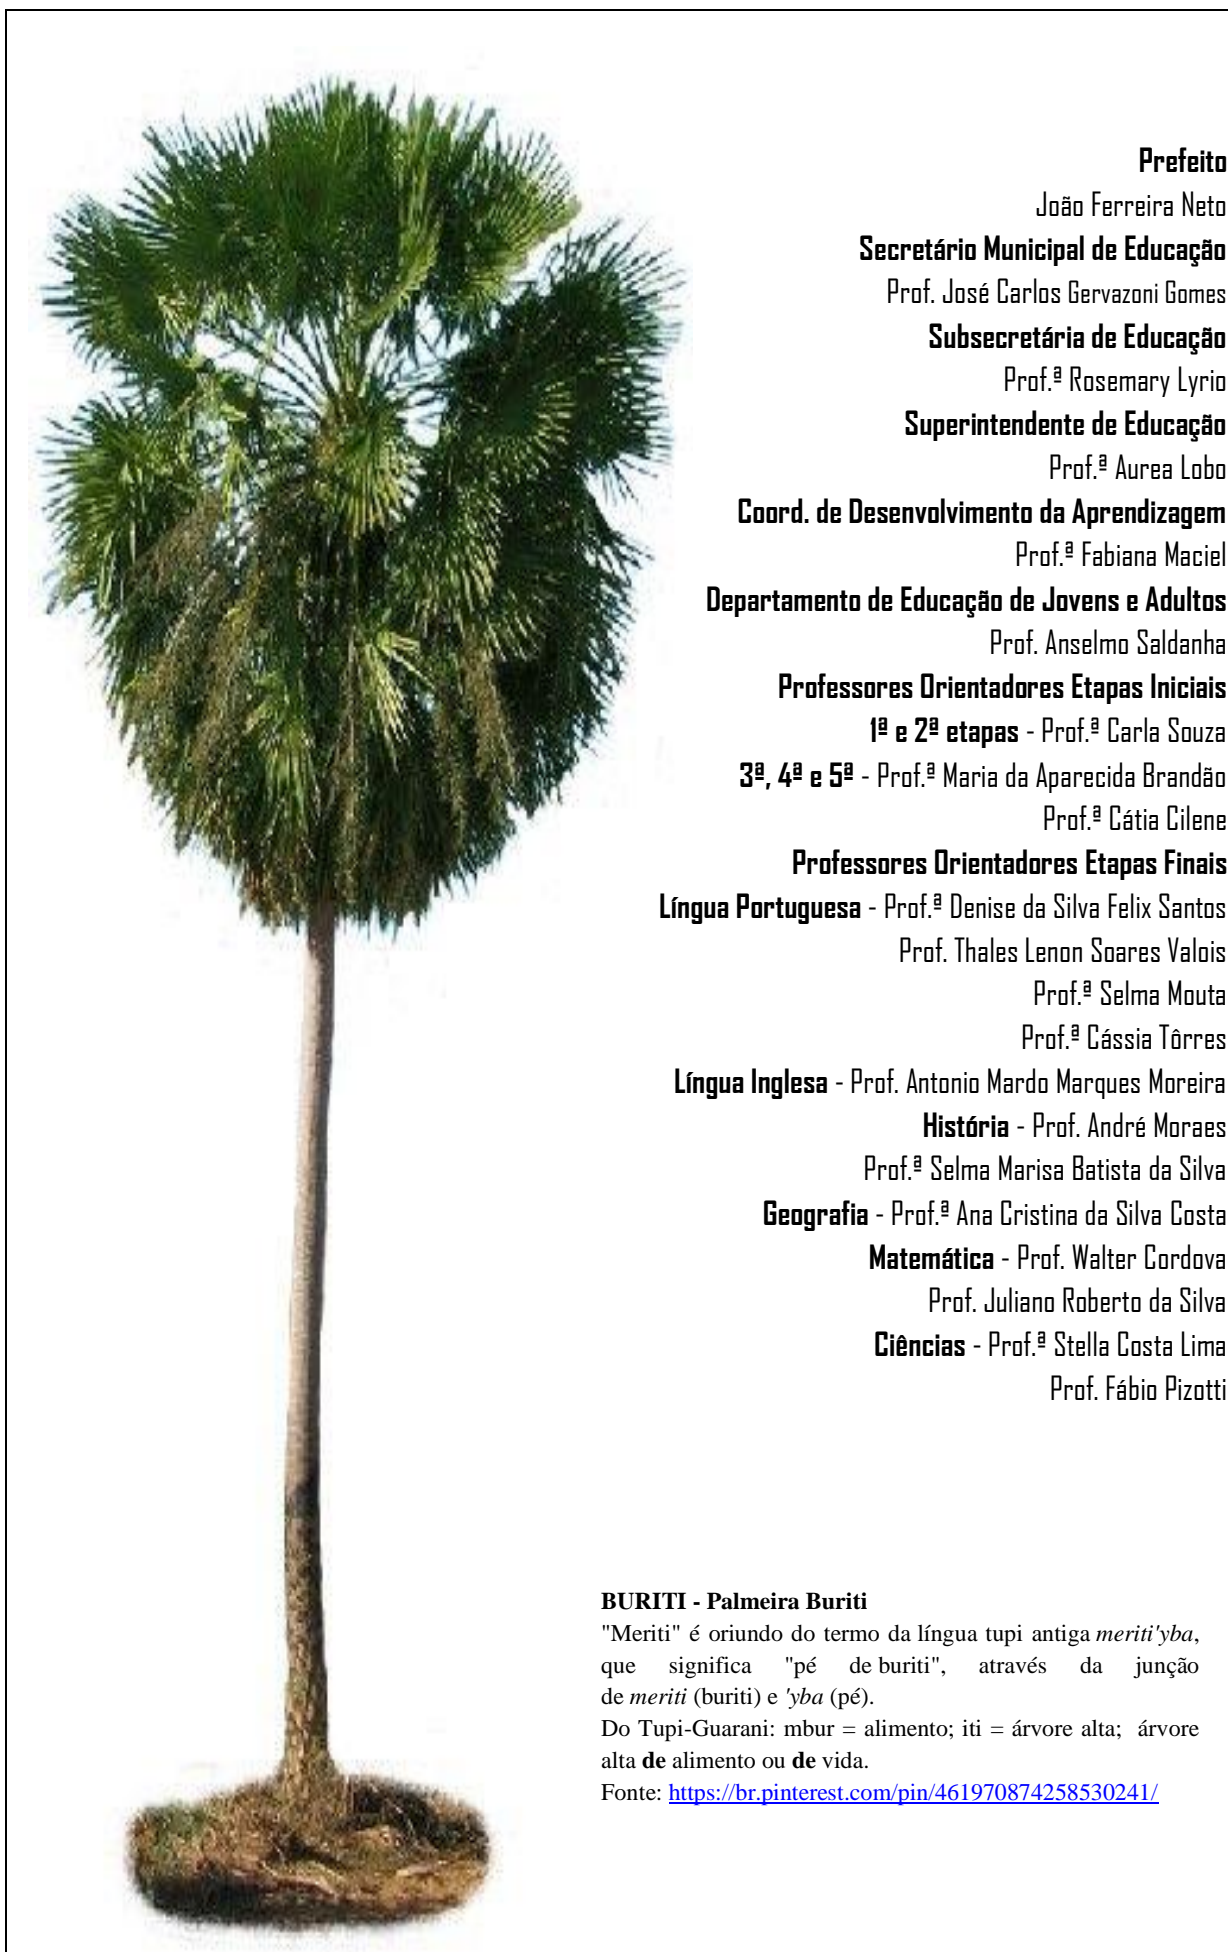 Prefeito
João Ferreira Neto
Secretário Municipal de Educação
Prof. José Carlos Gervazoni Gomes
Subsecretária de Educação
Prof.ª Rosemary Lyrio
Superintendente de Educação
Prof.ª Aurea Lobo
Coord. de Desenvolvimento da Aprendizagem
Prof.ª Fabiana Maciel
Departamento de Educação de Jovens e Adultos
Prof. Anselmo Saldanha
Professores Orientadores Etapas Iniciais
1ª e 2ª etapas - Prof.ª Carla Souza
3ª, 4ª e 5ª - Prof.ª Maria da Aparecida Brandão
Prof.ª Cátia Cilene
Professores Orientadores Etapas Finais
Língua Portuguesa - Prof.ª Denise da Silva Felix Santos
Prof. Thales Lenon Soares Valois
Prof.ª Selma Mouta
Prof.ª Cássia Tôrres
Língua Inglesa - Prof. Antonio Mardo Marques Moreira
História - Prof. André Moraes
Prof.ª Selma Marisa Batista da Silva
Geografia - Prof.ª Ana Cristina da Silva Costa
Matemática - Prof. Walter Cordova
Prof. Juliano Roberto da Silva
Ciências - Prof.ª Stella Costa Lima
Prof. Fábio Pizotti
BURITI - Palmeira Buriti
"Meriti" é oriundo do termo da língua tupi antiga meriti'yba,
que significa "pé de buriti", através da junção
de meriti (buriti) e 'yba (pé).
Do Tupi-Guarani: mbur = alimento; iti = árvore alta; árvore
alta de alimento ou de vida.
Fonte: https://br.pinterest.com/pin/461970874258530241/